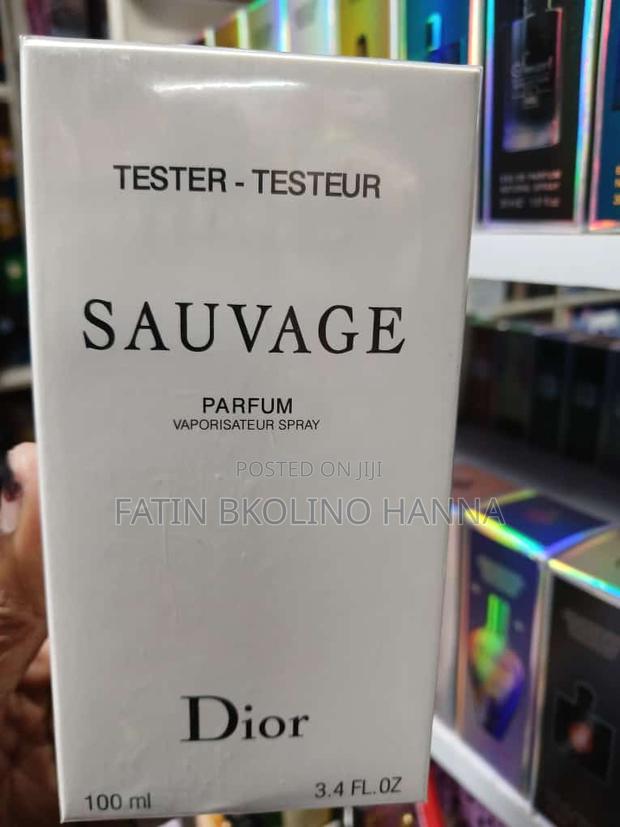 TESTER - TESTEUR
SAUVAGE
PARFUM
VAPORISATEUR SPRAY
POSTED ON JIJI
FATIN BKOLINO HANNA
Dior
100 ml 3.4 FL.OZ